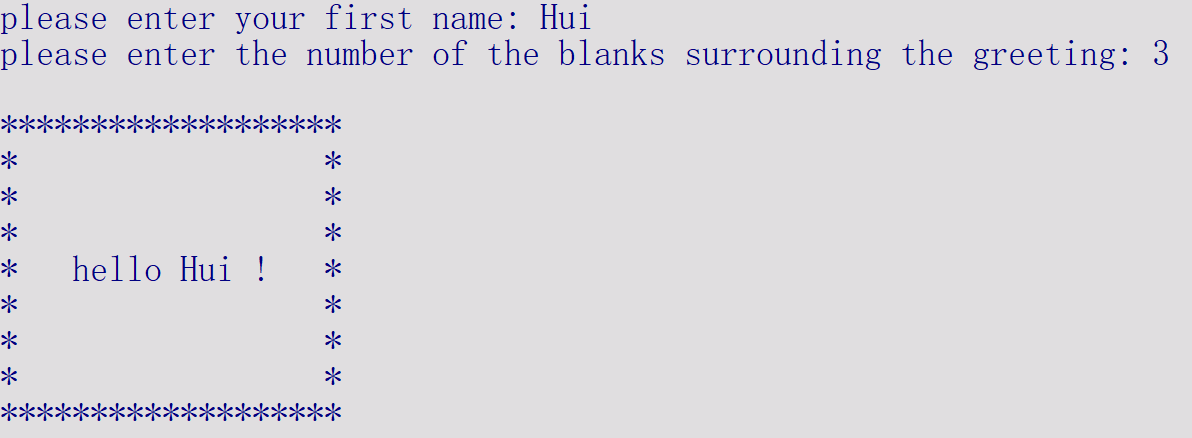 please enter your first name: Hui
please enter the number of the blanks surrounding the greeting: 3

*******************
*                 *
*                 *
*                 *
*   hello Hui !   *
*                 *
*                 *
*                 *
*******************